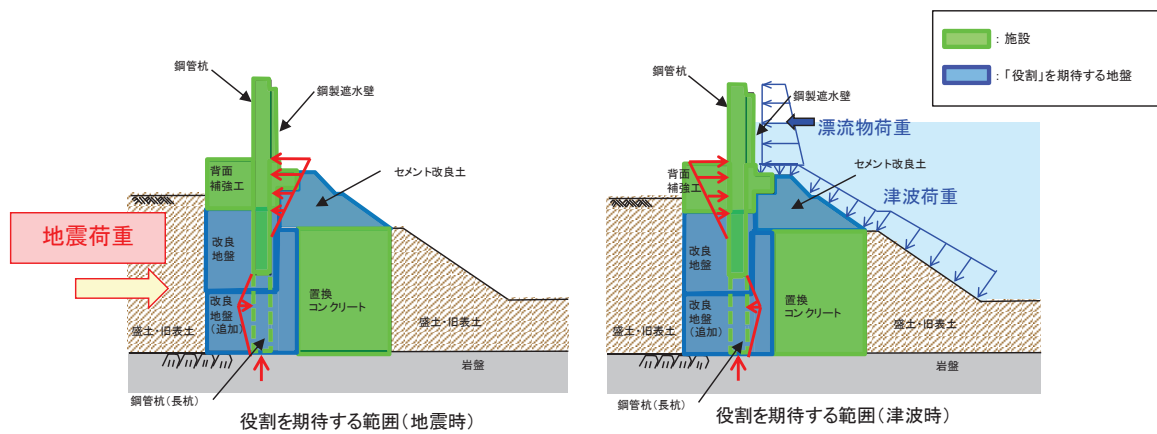 ：施設
：「役割」を期待する地盤
鋼管杭
鋼製遮水壁
背面
補強工
セメント改良土
地震荷重
改良
地盤
改良
地盤
（追加）
置換
コンクリート
盛土・旧表土
盛土・旧表土
岩盤
鋼管杭（長杭）
役割を期待する範囲（地震時）
鋼管杭
鋼製遮水壁
漂流物荷重
背面
補強工
セメント改良土
津波荷重
改良
地盤
改良
地盤
（追加）
置換
コンクリート
盛土・旧表土
盛土・旧表土
岩盤
鋼管杭（長杭）
役割を期待する範囲（津波時）